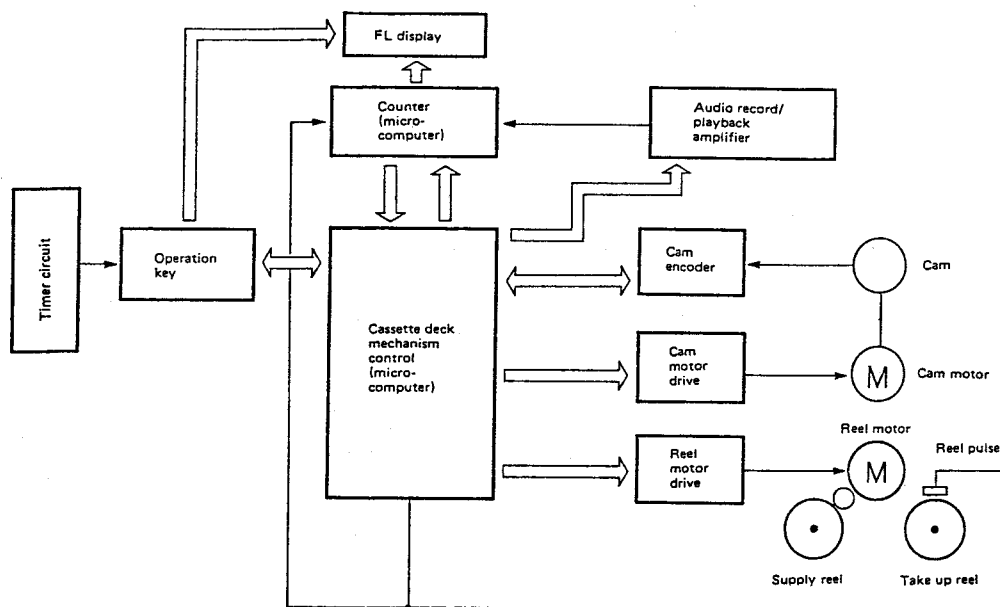 FL display
Counter
(micro-
computer)
Audio record/
playback
amplifier
Timer circuit
Operation
key
Cam
encoder
Cam
Cassette deck
mechanism
control
(micro-
computer)
Cam
motor
drive
M
Cam motor
Reel motor
Reel pulse
Reel
motor
drive
M
Supply reel
Take up reel